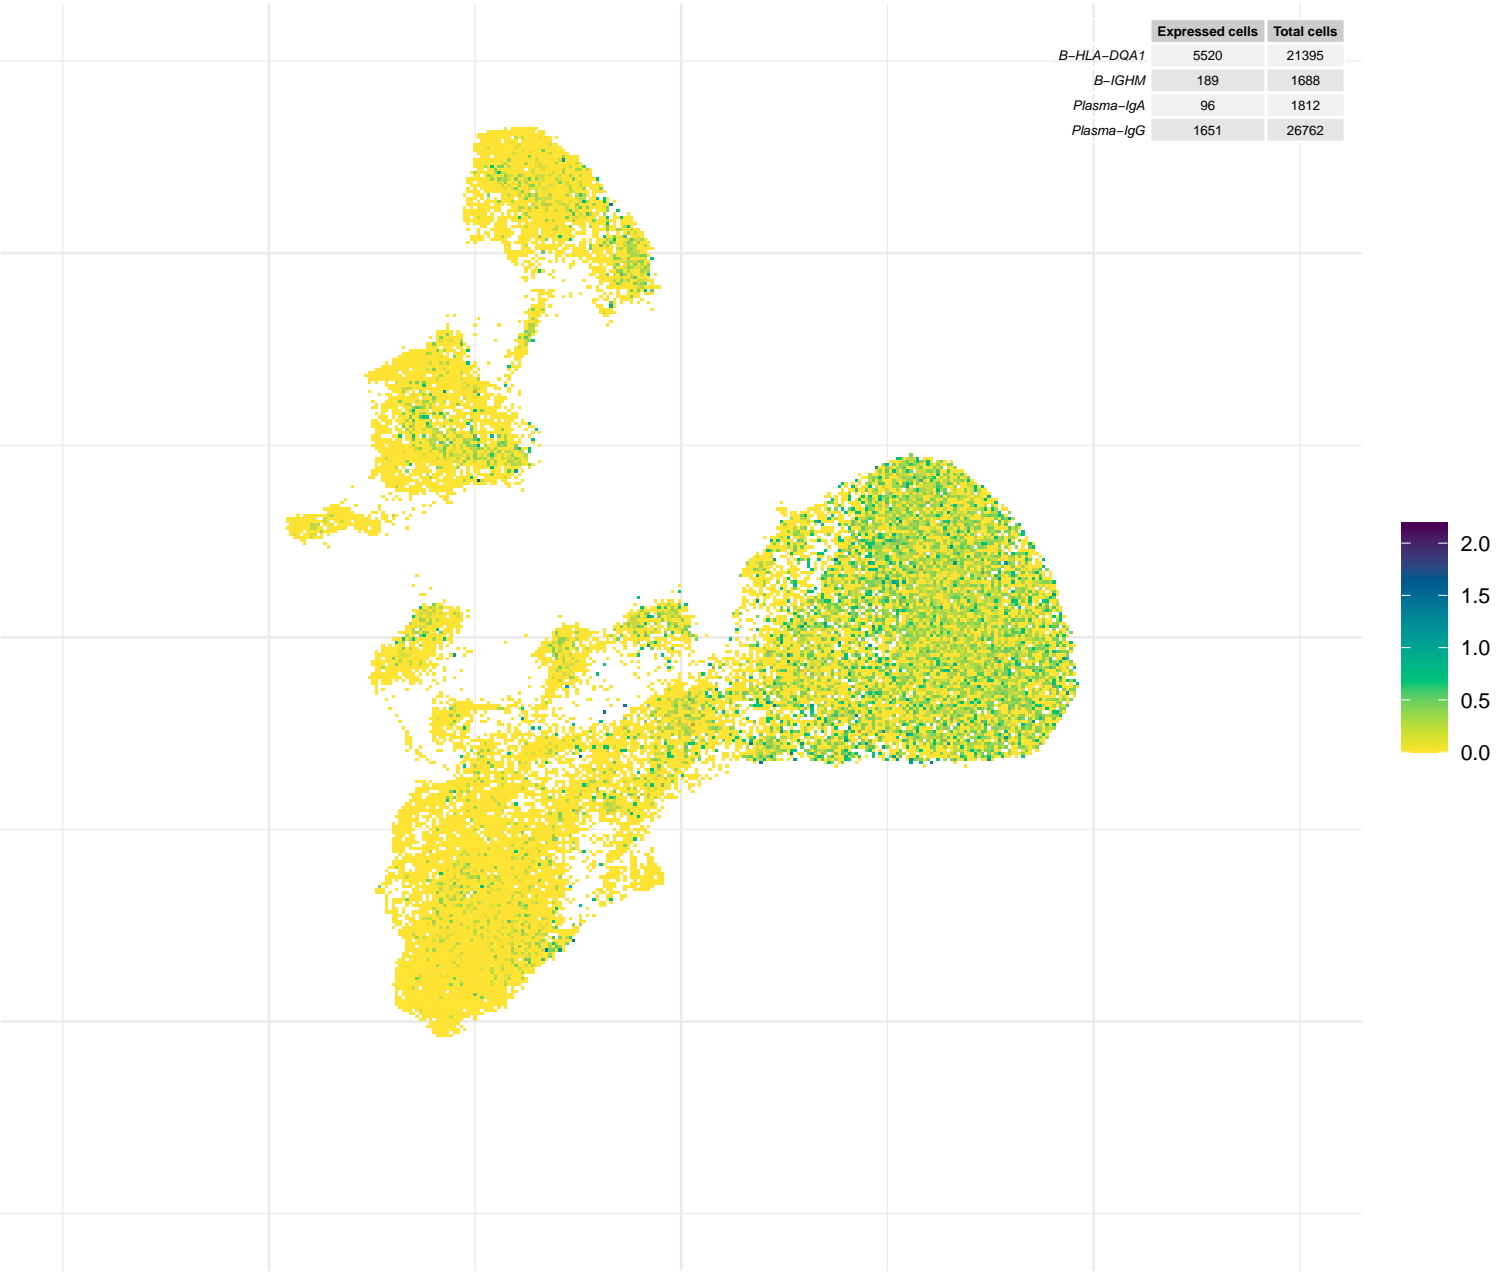 Expressed cells Total cells
B−HLA−DQA1 5520 21395
B−IGHM 189 1688
Plasma−IgA 96 1812
Plasma−IgG 1651 26762
2.0
1.5
1.0
0.5
0.0